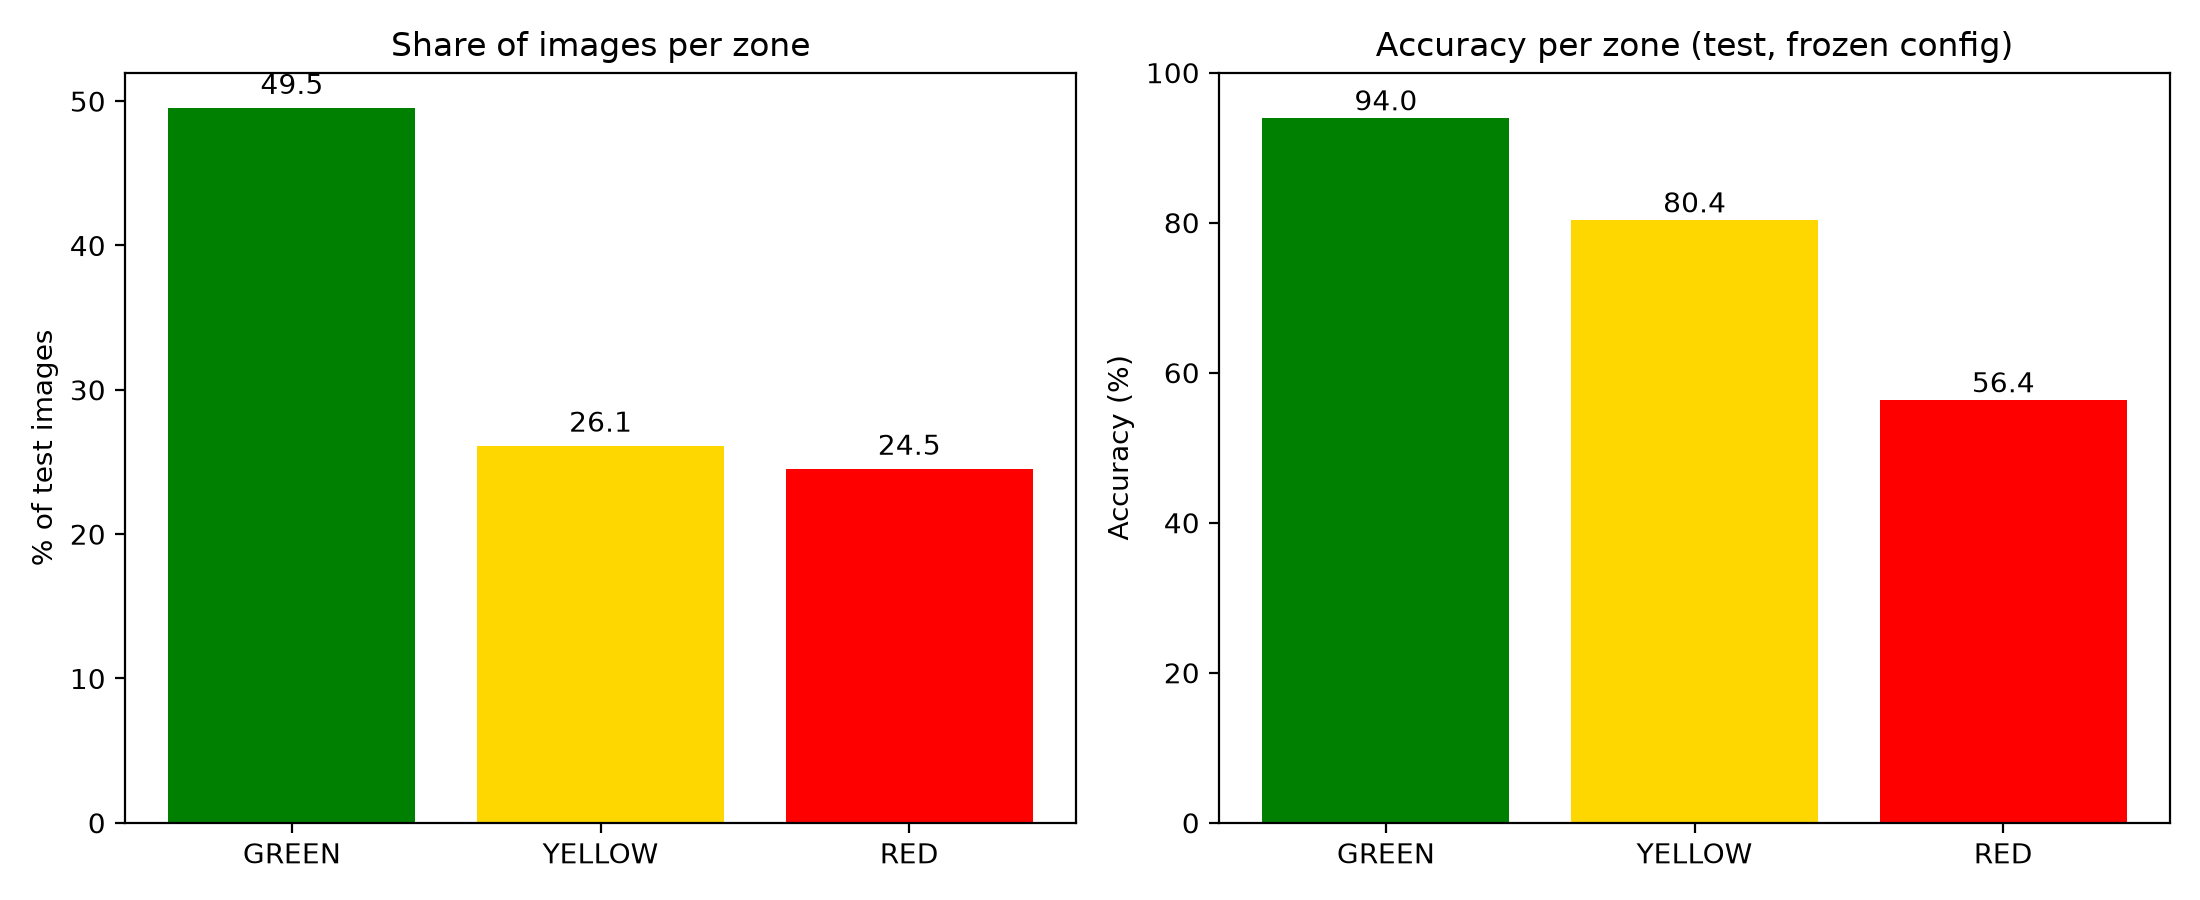 Share of images per zone
% of test images
50
40
30
20
10
0
49.5
26.1
24.5
GREEN
YELLOW
RED
Accuracy per zone (test, frozen config)
Accuracy (%)
100
80
60
40
20
0
94.0
80.4
56.4
GREEN
YELLOW
RED